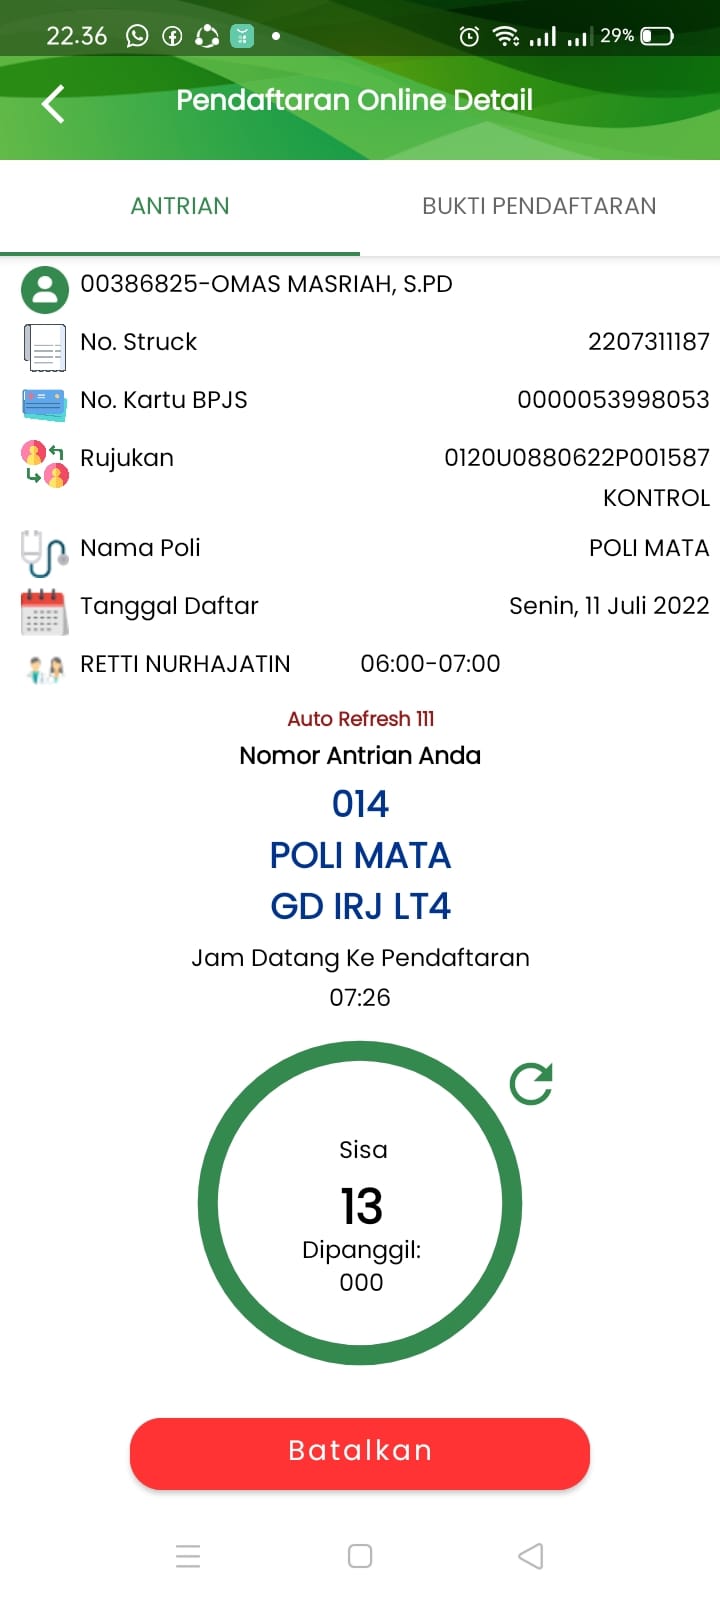 22.36 29%
Pendaftaran Online Detail
ANTRIAN BUKTI PENDAFTARAN
00386825-OMAS MASRIAH, S.PD
No. Struck 2207311187
No. Kartu BPJS 0000053998053
Rujukan 0120U0880622P001587
KONTROL
Nama Poli POLI MATA
Tanggal Daftar Senin, 11 Juli 2022
RETTI NURHAJATIN 06:00-07:00
Auto Refresh 111
Nomor Antrian Anda
014
POLI MATA
GD IRJ LT4
Jam Datang Ke Pendaftaran
07:26
Sisa
13
Dipanggil:
000
Batalkan